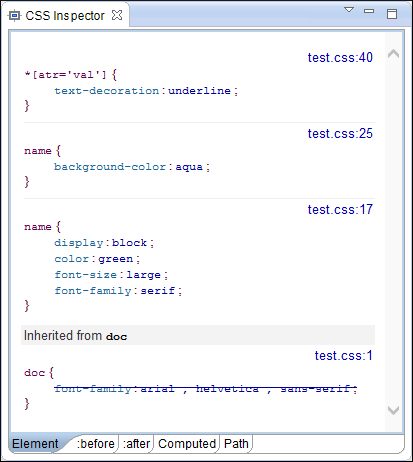 CSS Inspector
test.css:40
*[atr='val'] {
text-decoration:underline;
}
test.css:25
name {
background-color:aqua;
}
test.css:17
name {
display:block;
color:green;
font-size:large;
font-family:serif;
}
Inherited from doc
test.css:1
doc {
font-family:arial , helvetica , sans-serif;
}
Element :before :after Computed Path